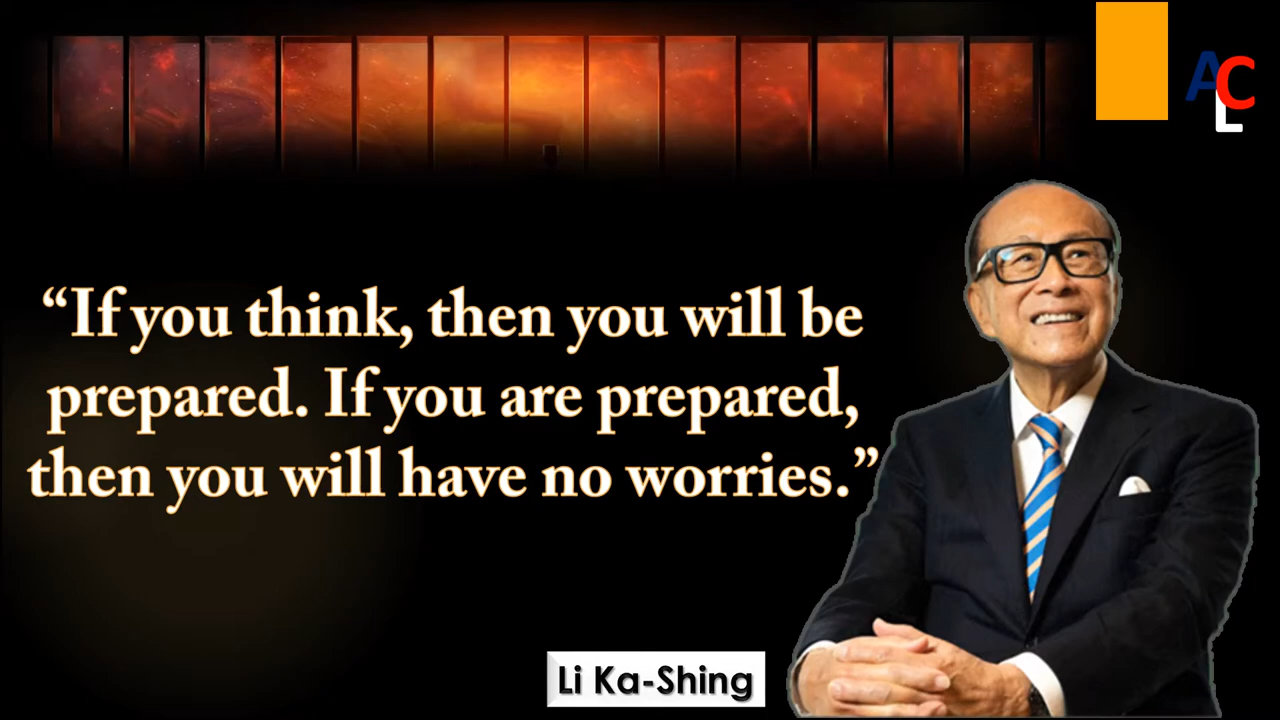 ACL
“If you think, then you will be
prepared. If you are prepared,
then you will have no worries.”
Li Ka-Shing